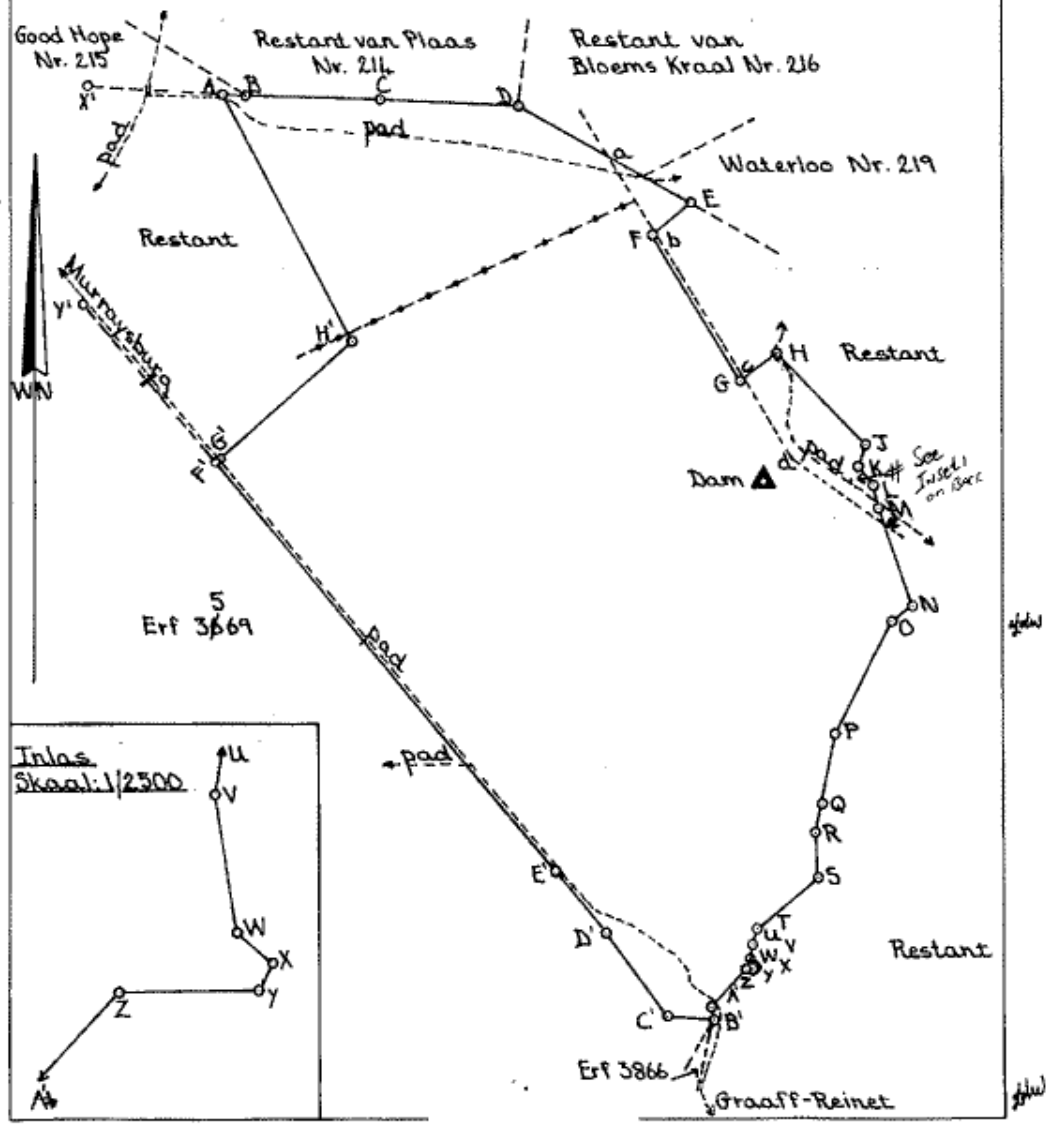 Good Hope
Nr. 215
Restant van Plaas
Nr. 214
Restant van
Bloems Kraal Nr. 216
X'
A
B
C
D
pad
pad
a
Waterloo Nr. 219
E
F
b
Restant
Murraysburg
Y'
H'
WN
G
c
H
Restant
J
K
See
Inset 1
on Back
L
M
pad
d
Dam
G'
F'
N
O
5
Erf 3669
pad
P
pad
Q
R
S
E'
T
U
V
W
X
Y
Z
D'
Restant
A'
C'
B'
Erf 3866
Graaff-Reinet
Inlas
Skaal:1/2500
U
V
W
X
Y
Z
A'